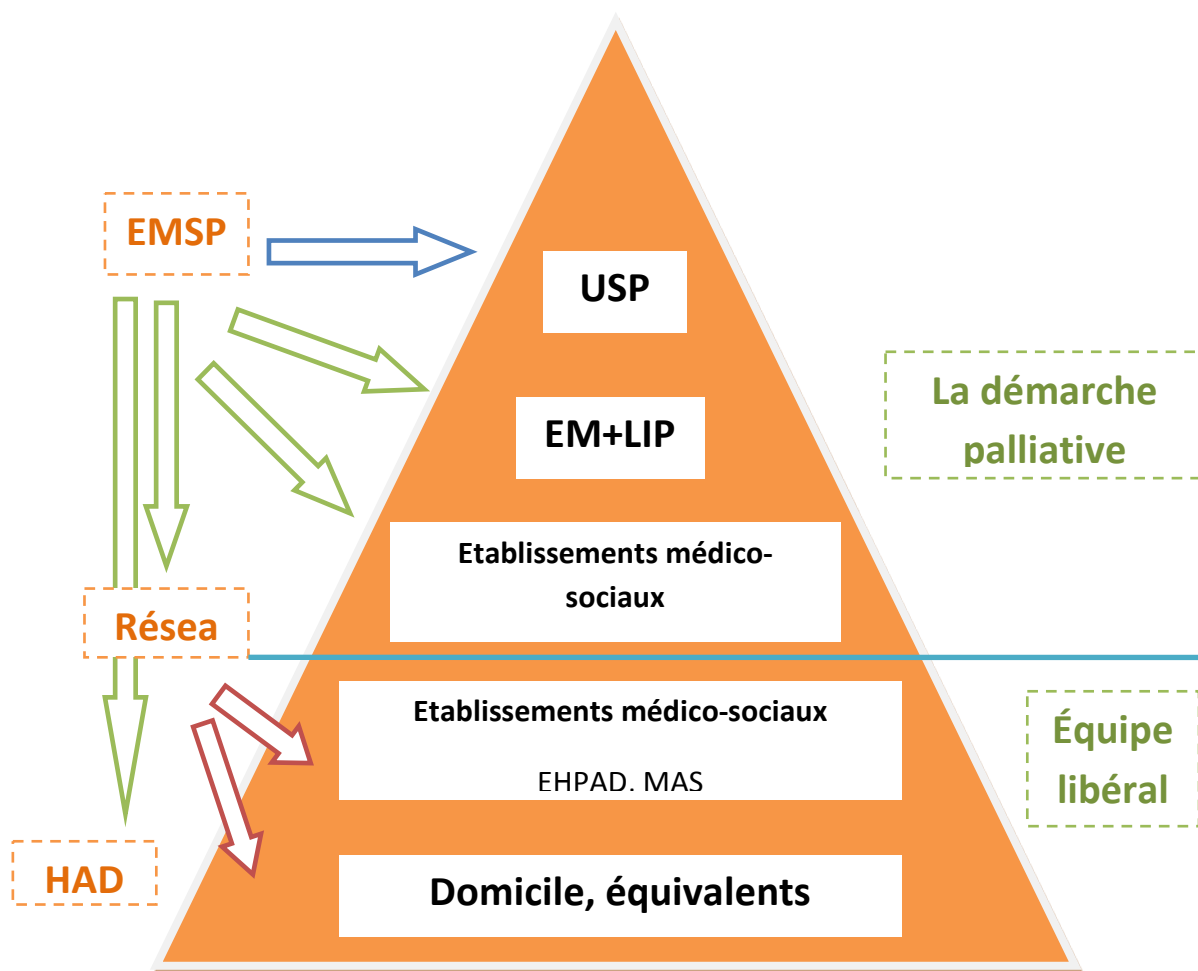 EMSP
USP
La démarche
palliative
EM+LIP
Etablissements médico-
sociaux
Résea
Etablissements médico-sociaux
EHPAD. MAS
Équipe
libéral
HAD
Domicile, équivalents